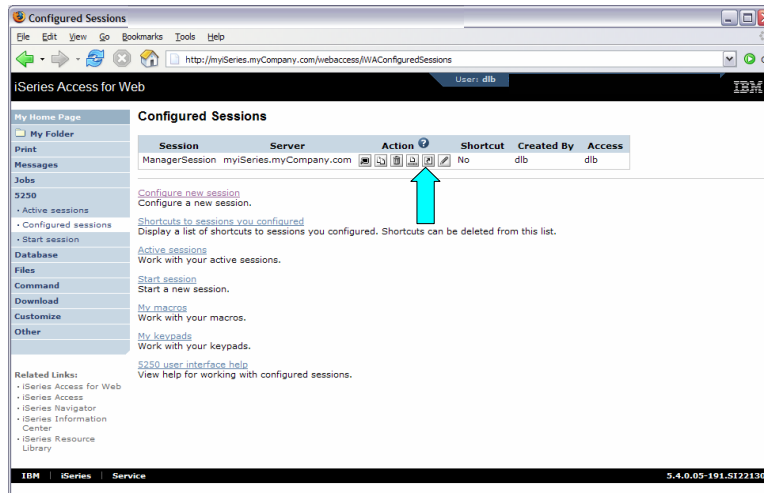 Configured Sessions
File Edit View Go Bookmarks Tools Help
http://myiSeries.myCompany.com/webaccess/iWAConfiguredSessions
iSeries Access for Web
User: dlb
IBM
My Home Page
My Folder
Print
Messages
Jobs
5250
• Active sessions
• Configured sessions
• Start session
Database
Files
Command
Download
Customize
Other
Related Links:
• iSeries Access for Web
• iSeries Access
• iSeries Navigator
• iSeries Information
Center
• iSeries Resource
Library
Configured Sessions
Session Server Action ? Shortcut Created By Access
ManagerSession myiSeries.myCompany.com No dlb dlb
Configure new session
Configure a new session.
Shortcuts to sessions you configured
Display a list of shortcuts to sessions you configured. Shortcuts can be deleted from this list.
Active sessions
Work with your active sessions.
Start session
Start a new session.
My macros
Work with your macros.
My keypads
Work with your keypads.
5250 user interface help
View help for working with configured sessions.
IBM | iSeries | Service
5.4.0.05-191.SI22130